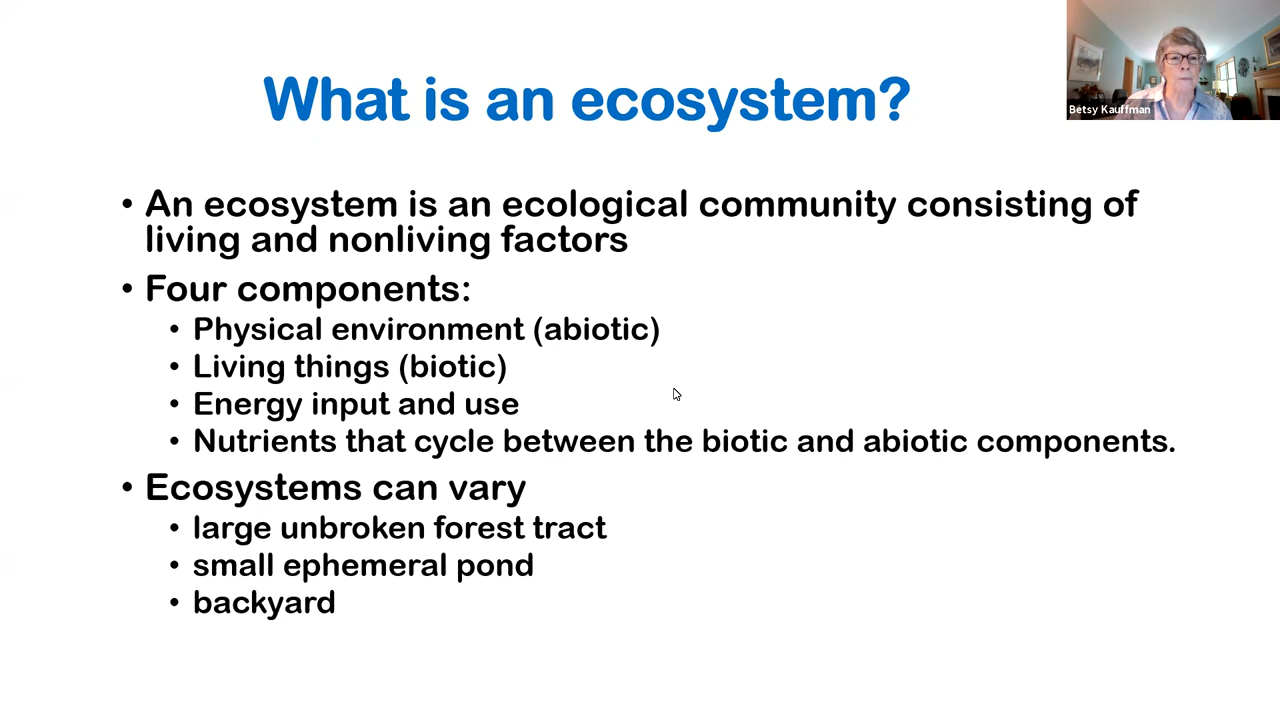 What is an ecosystem?
Betsy Kauffman
• An ecosystem is an ecological community consisting of
living and nonliving factors
• Four components:
• Physical environment (abiotic)
• Living things (biotic)
• Energy input and use
• Nutrients that cycle between the biotic and abiotic components.
• Ecosystems can vary
• large unbroken forest tract
• small ephemeral pond
• backyard